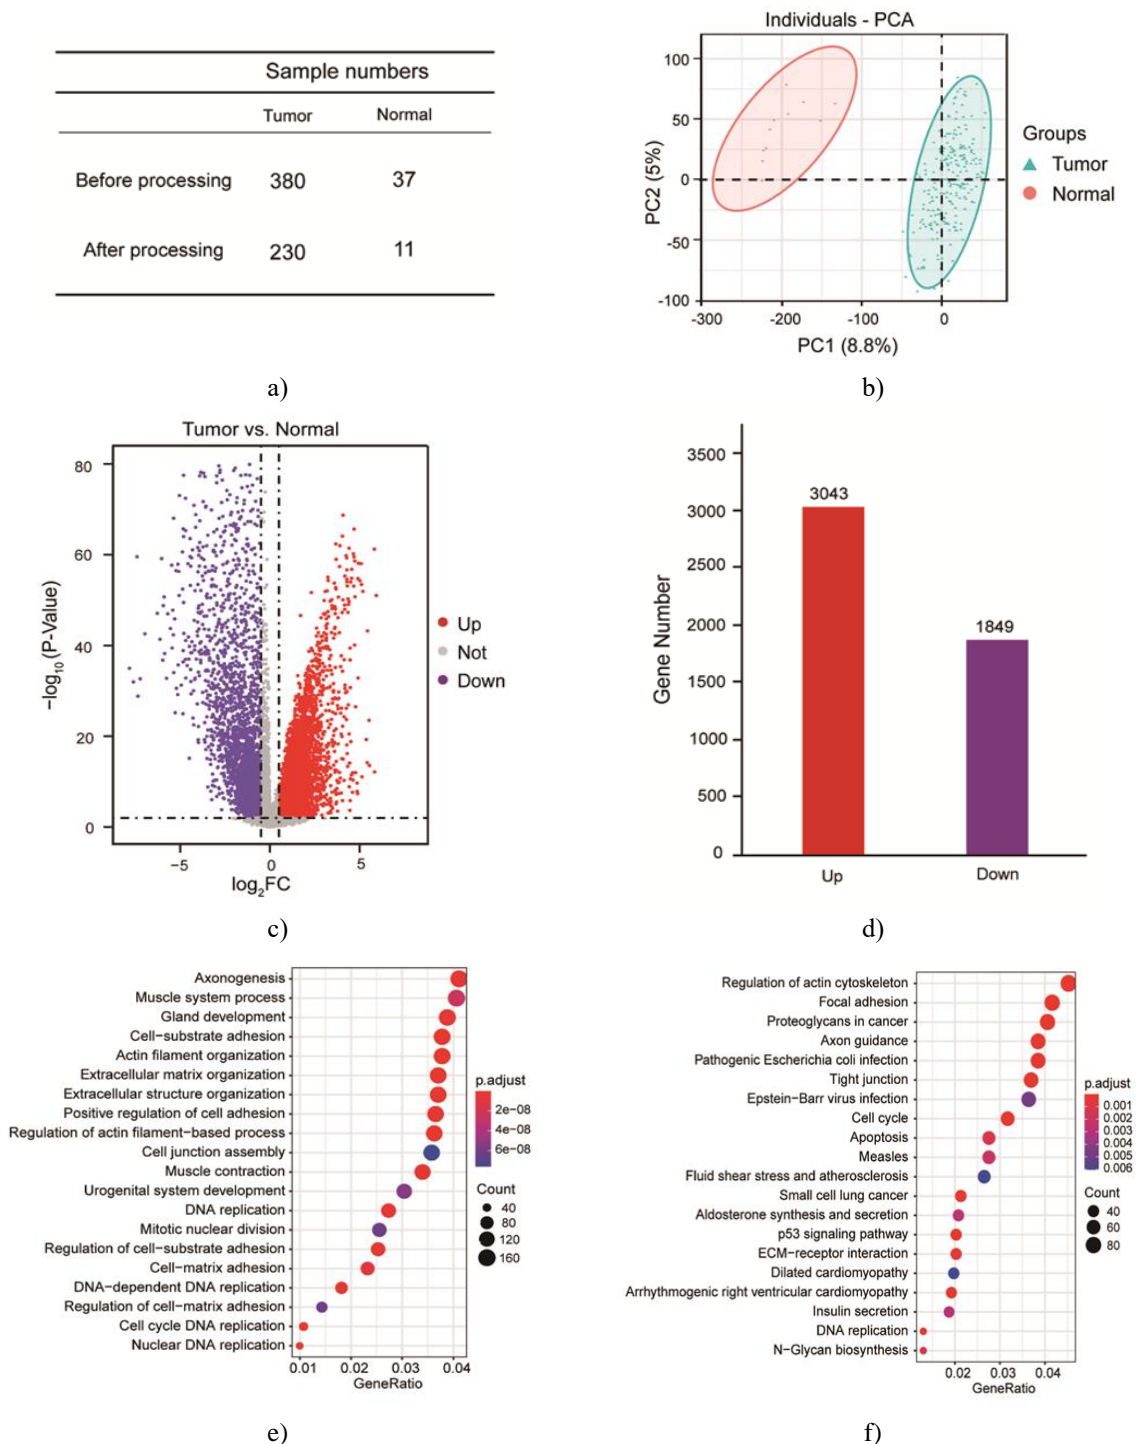 Sample numbers
Tumor Normal
Before processing 380 37
After processing 230 11
a)
Individuals - PCA
PC2 (5%)
100
50
0
-50
-100
-300 -200 -100 0
PC1 (8.8%)
Groups
Tumor
Normal
b)
Tumor vs. Normal
−log10(P-Value)
80
60
40
20
0
−5 0 5
log2FC
Up
Not
Down
c)
Gene Number
3500
3000
2500
2000
1500
1000
500
0
3043
1849
Up Down
d)
Axonogenesis
Muscle system process
Gland development
Cell−substrate adhesion
Actin filament organization
Extracellular matrix organization
Extracellular structure organization
Positive regulation of cell adhesion
Regulation of actin filament−based process
Cell junction assembly
Muscle contraction
Urogenital system development
DNA replication
Mitotic nuclear division
Regulation of cell−substrate adhesion
Cell−matrix adhesion
DNA−dependent DNA replication
Regulation of cell−matrix adhesion
Cell cycle DNA replication
Nuclear DNA replication
0.01 0.02 0.03 0.04
GeneRatio
p.adjust
2e−08
4e−08
6e−08
Count
40
80
120
160
e)
Regulation of actin cytoskeleton
Focal adhesion
Proteoglycans in cancer
Axon guidance
Pathogenic Escherichia coli infection
Tight junction
Epstein−Barr virus infection
Cell cycle
Apoptosis
Measles
Fluid shear stress and atherosclerosis
Small cell lung cancer
Aldosterone synthesis and secretion
p53 signaling pathway
ECM−receptor interaction
Dilated cardiomyopathy
Arrhythmogenic right ventricular cardiomyopathy
Insulin secretion
DNA replication
N−Glycan biosynthesis
0.02 0.03 0.04
GeneRatio
p.adjust
0.001
0.002
0.003
0.004
0.005
0.006
Count
40
60
80
f)